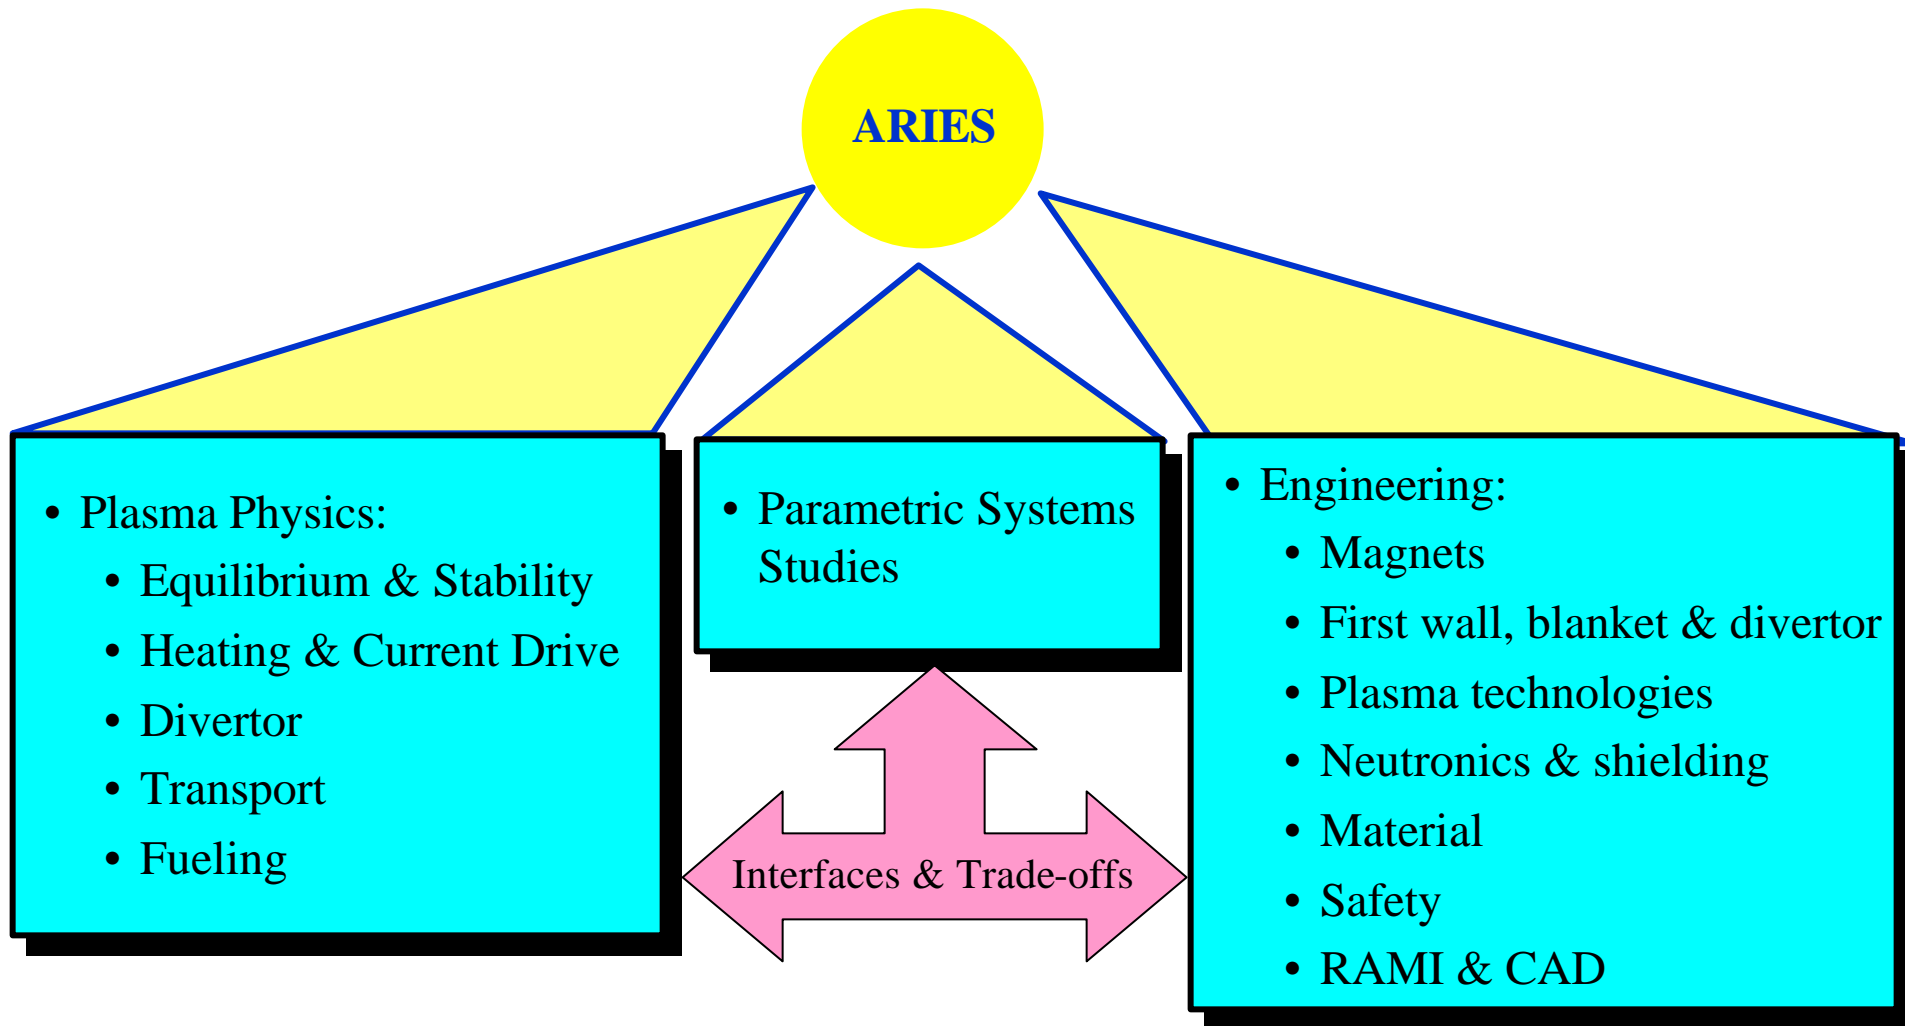 ARIES
• Plasma Physics:
• Equilibrium & Stability
• Heating & Current Drive
• Divertor
• Transport
• Fueling
• Parametric Systems
Studies
Interfaces & Trade-offs
• Engineering:
• Magnets
• First wall, blanket & divertor
• Plasma technologies
• Neutronics & shielding
• Material
• Safety
• RAMI & CAD